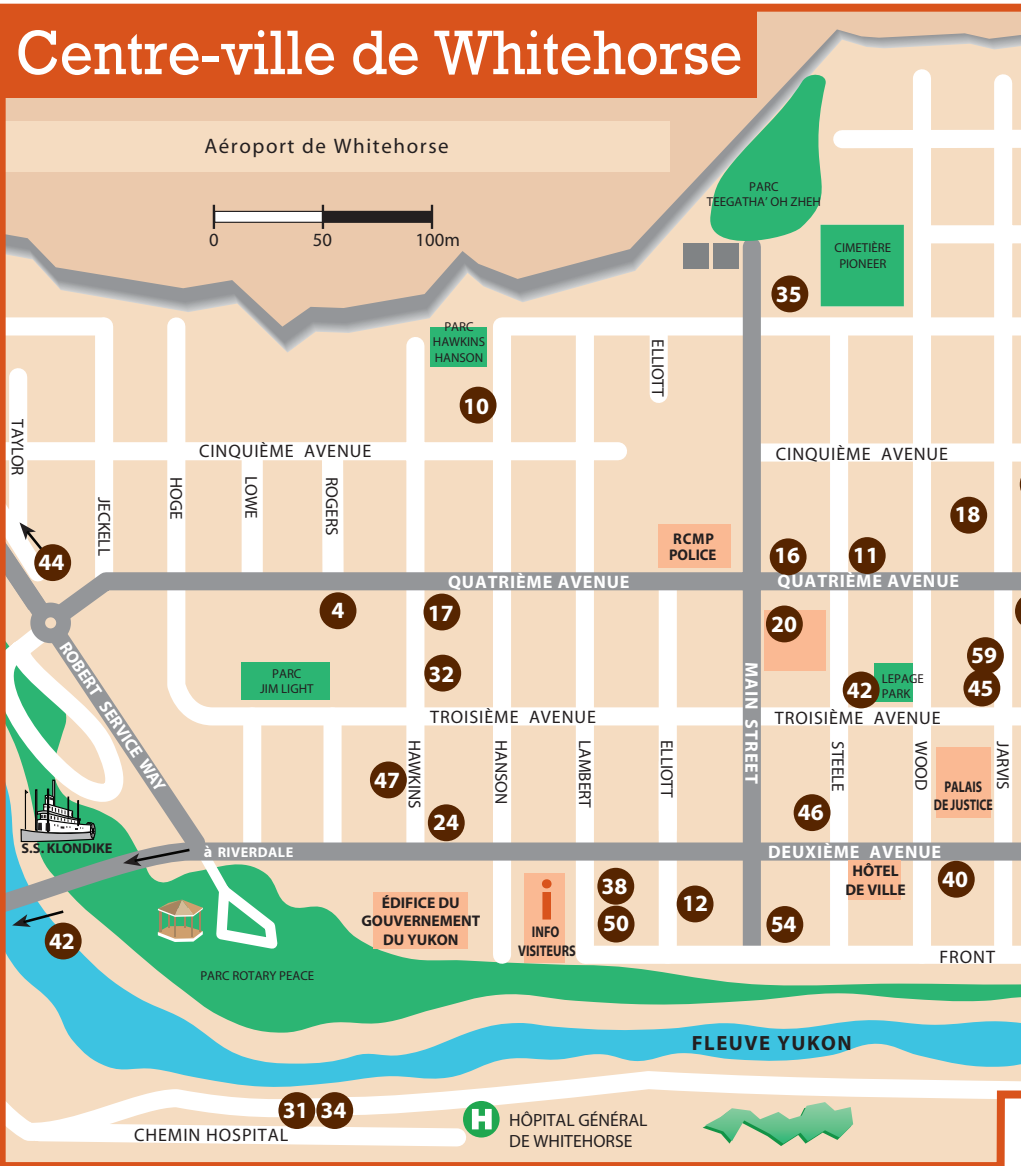 Centre-ville de Whitehorse
Aéroport de Whitehorse
0 50 100m
PARC
TEEGATHA' OH ZHEH
CIMETIÈRE
PIONEER
35
PARC
HAWKINS
HANSON
ELLIOTT
10
TAYLOR
CINQUIÈME AVENUE
CINQUIÈME AVENUE
JECKELL
HOGE
LOWE
ROGERS
18
RCMP
POLICE
16
11
44
QUATRIÈME AVENUE
QUATRIÈME AVENUE
4
17
20
59
32
PARC
JIM LIGHT
42
LEPAGE
PARK
45
ROBERT SERVICE WAY
MAIN STREET
TROISIÈME AVENUE
TROISIÈME AVENUE
HAWKINS
HANSON
LAMBERT
ELLIOTT
STEELE
WOOD
JARVIS
47
PALAIS
DE JUSTICE
24
46
S.S. KLONDIKE
à RIVERDALE
DEUXIÈME AVENUE
HÔTEL
DE VILLE
40
38
12
ÉDIFICE DU
GOUVERNEMENT
DU YUKON
i
INFO
VISITEURS
50
54
42
FRONT
PARC ROTARY PEACE
FLEUVE YUKON
31
34
CHEMIN HOSPITAL
H
HÔPITAL GÉNÉRAL
DE WHITEHORSE